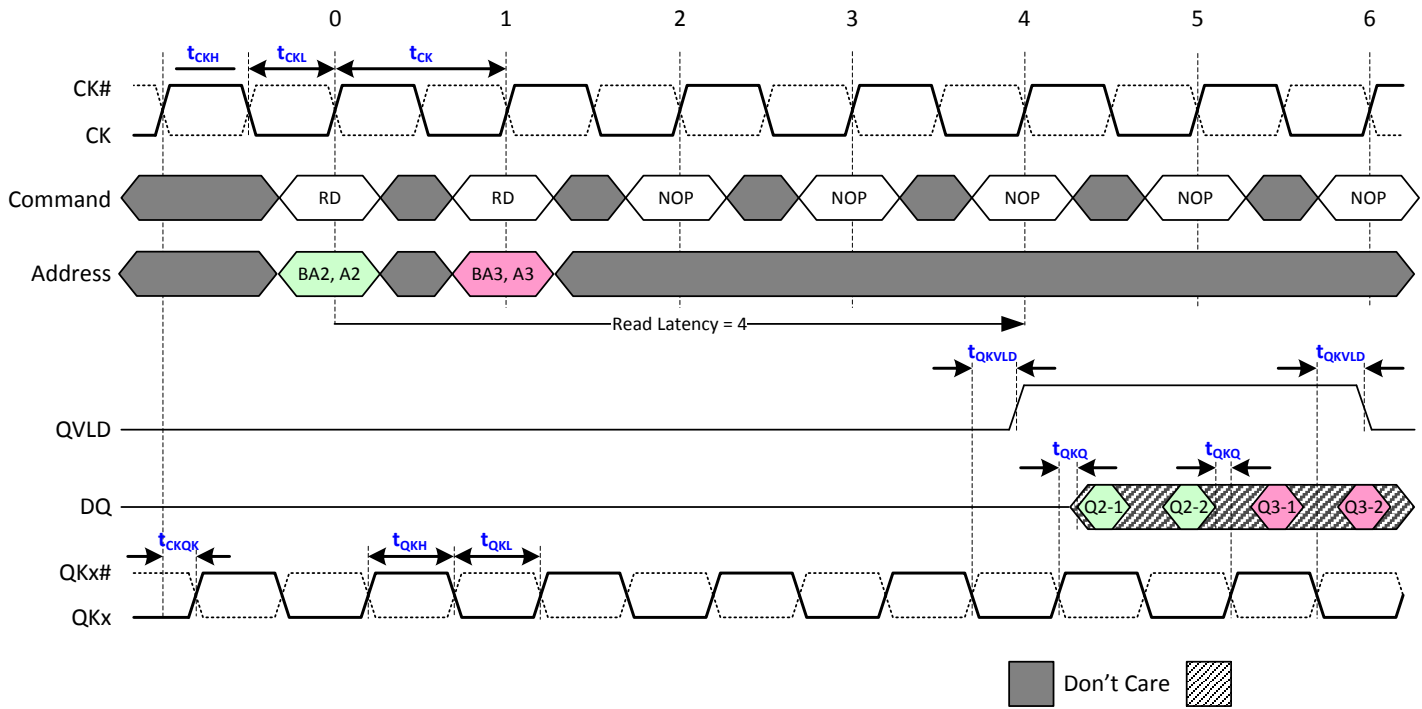 0 1 2 3 4 5 6
tCKH tCKL tCK
CK#
CK
Command RD RD NOP NOP NOP NOP NOP
Address BA2, A2 BA3, A3
Read Latency = 4
tQKVLD tQKVLD
QVLD
tQKQ tQKQ
DQ Q2-1 Q2-2 Q3-1 Q3-2
tCKQK tQKH tQKL
QKx#
QKx
Don't Care